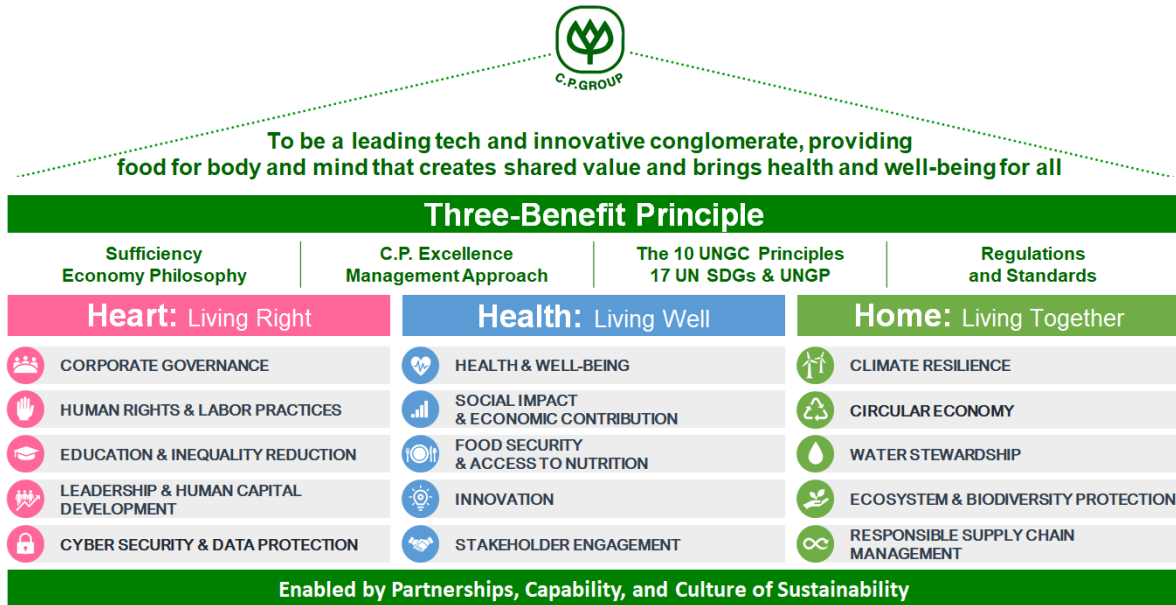 C.P.GROUP
To be a leading tech and innovative conglomerate, providing
food for body and mind that creates shared value and brings health and well-being for all
Three-Benefit Principle
Sufficiency
Economy Philosophy
C.P. Excellence
Management Approach
The 10 UNGC Principles
17 UN SDGs & UNGP
Regulations
and Standards
Heart: Living Right
CORPORATE GOVERNANCE
HUMAN RIGHTS & LABOR PRACTICES
EDUCATION & INEQUALITY REDUCTION
LEADERSHIP & HUMAN CAPITAL
DEVELOPMENT
CYBER SECURITY & DATA PROTECTION
Health: Living Well
HEALTH & WELL-BEING
SOCIAL IMPACT
& ECONOMIC CONTRIBUTION
FOOD SECURITY
& ACCESS TO NUTRITION
INNOVATION
STAKEHOLDER ENGAGEMENT
Home: Living Together
CLIMATE RESILIENCE
CIRCULAR ECONOMY
WATER STEWARDSHIP
ECOSYSTEM & BIODIVERSITY PROTECTION
RESPONSIBLE SUPPLY CHAIN
MANAGEMENT
Enabled by Partnerships, Capability, and Culture of Sustainability